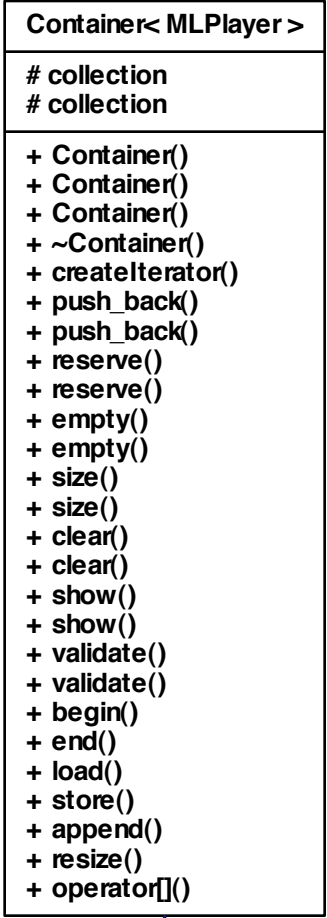 Container< MLPlayer >
# collection
# collection
+ Container()
+ Container()
+ Container()
+ ~Container()
+ createIterator()
+ push_back()
+ push_back()
+ reserve()
+ reserve()
+ empty()
+ empty()
+ size()
+ size()
+ clear()
+ clear()
+ show()
+ show()
+ validate()
+ validate()
+ begin()
+ end()
+ load()
+ store()
+ append()
+ resize()
+ operator[]()